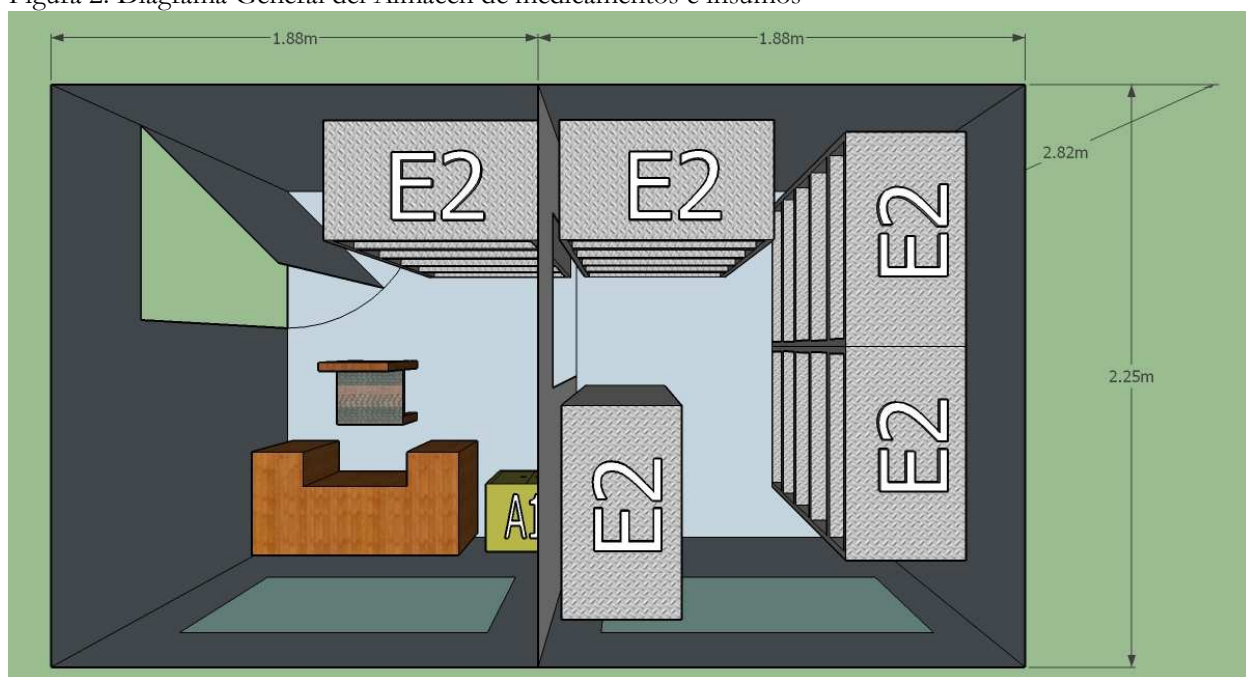 Figura 2. Diagrama General del Almacén de medicamentos e insumos
1.88m
1.88m
2.82m
2.25m
E2
E2
E2
E2
E2
A1